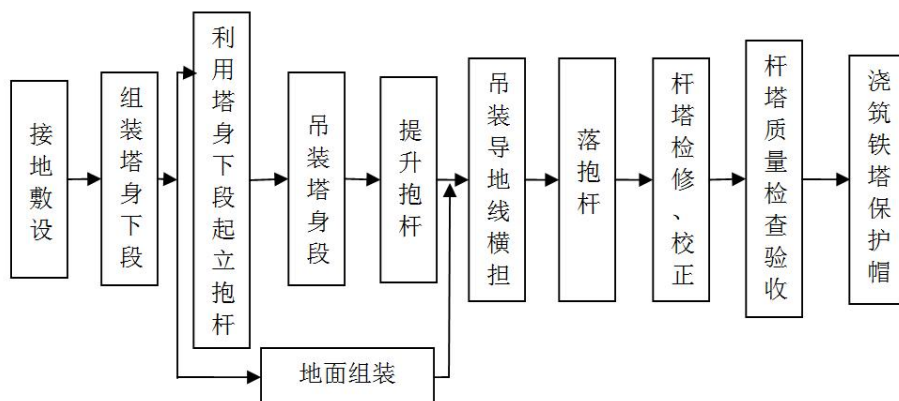 接地敷设
组装塔身下段
利用塔身下段起立抱杆
吊装塔身段
提升抱杆
吊装导地线横担
落抱杆
杆塔检修、校正
杆塔质量检查验收
浇筑铁塔保护帽
地面组装